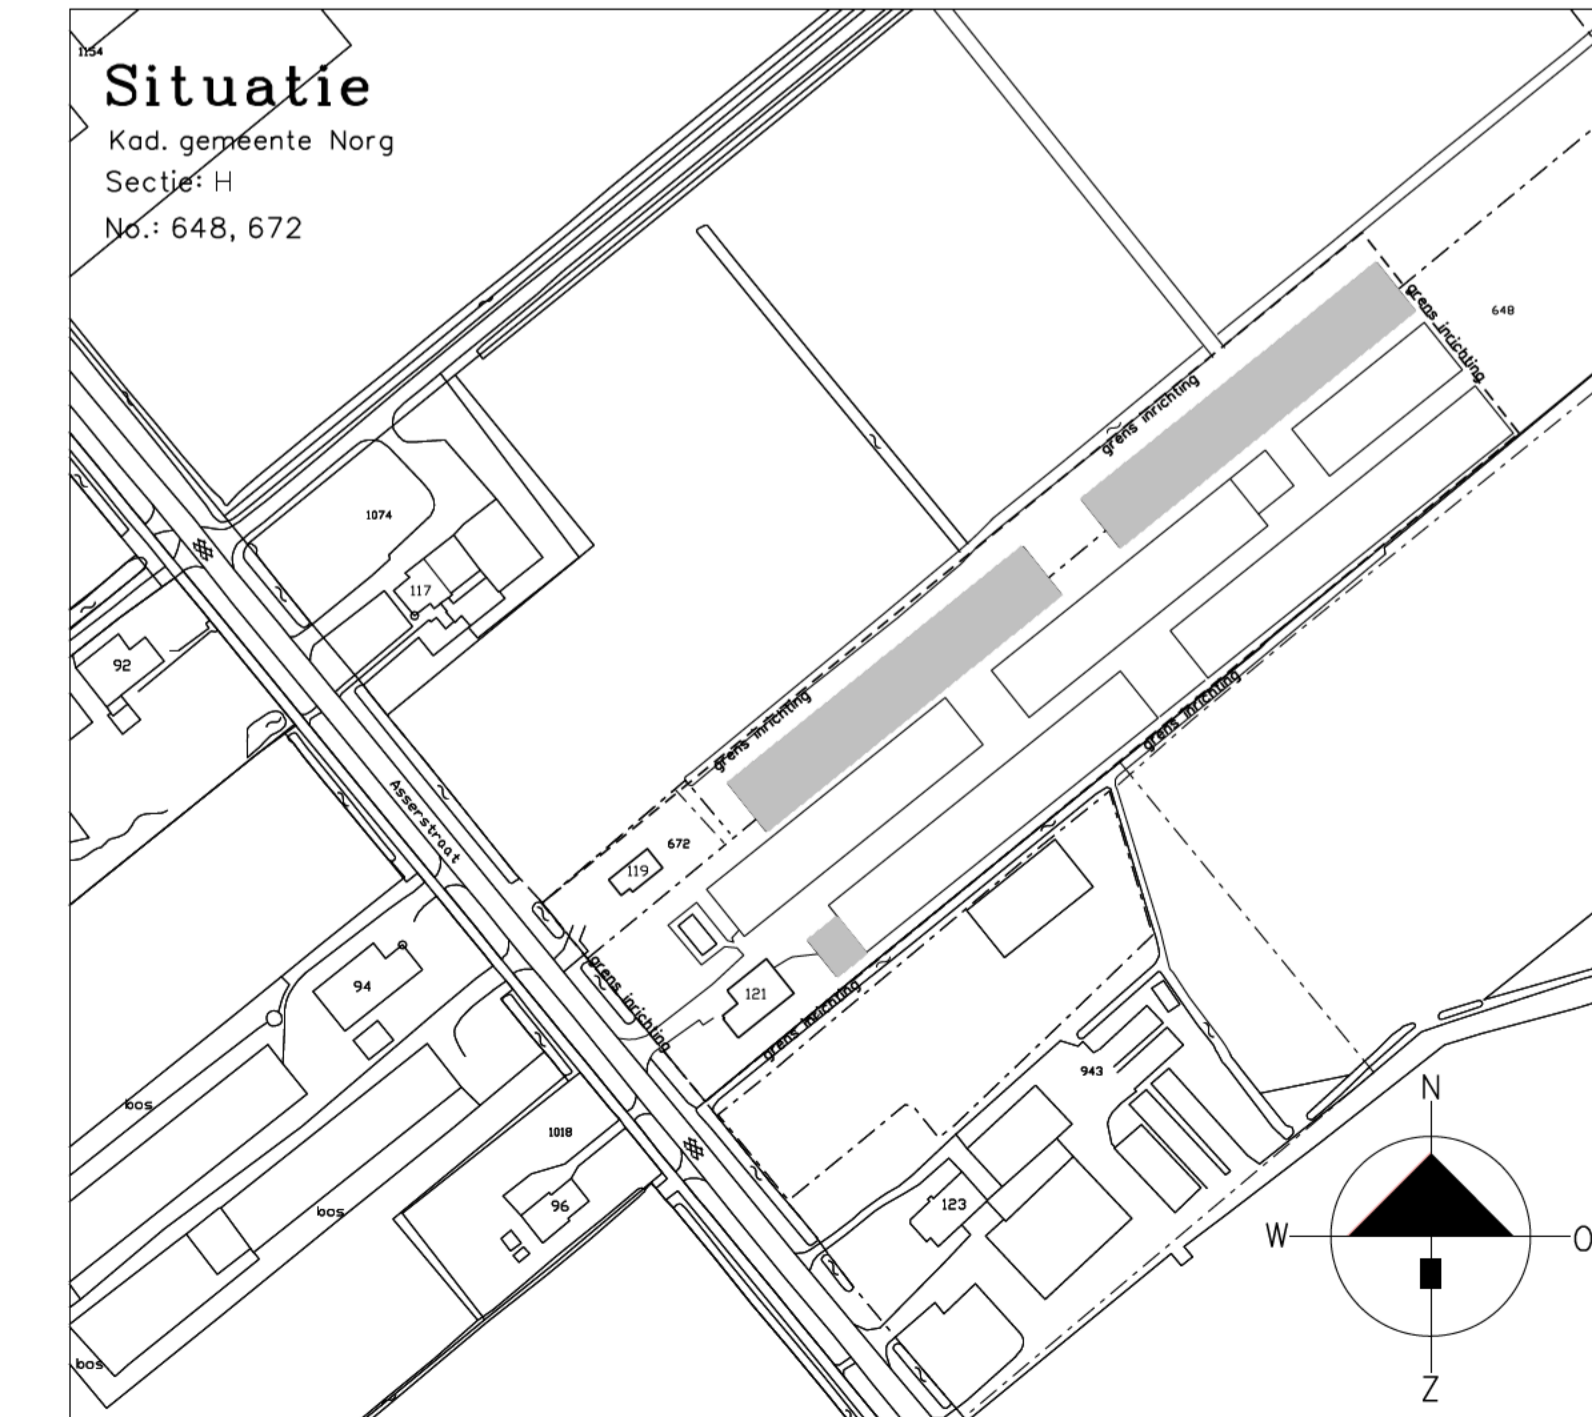 1154
Situatie
Kad. gemeente Norg
Sectie: H
No.: 648, 672
648
grens inrichting
grens inrichting
1074
117
92
grens inrichting
grens inrichting
Asserstraat
672
119
94
121
grens inrichting
grens inrichting
943
bos
1018
96
bos
123
bos
N
W
O
Z